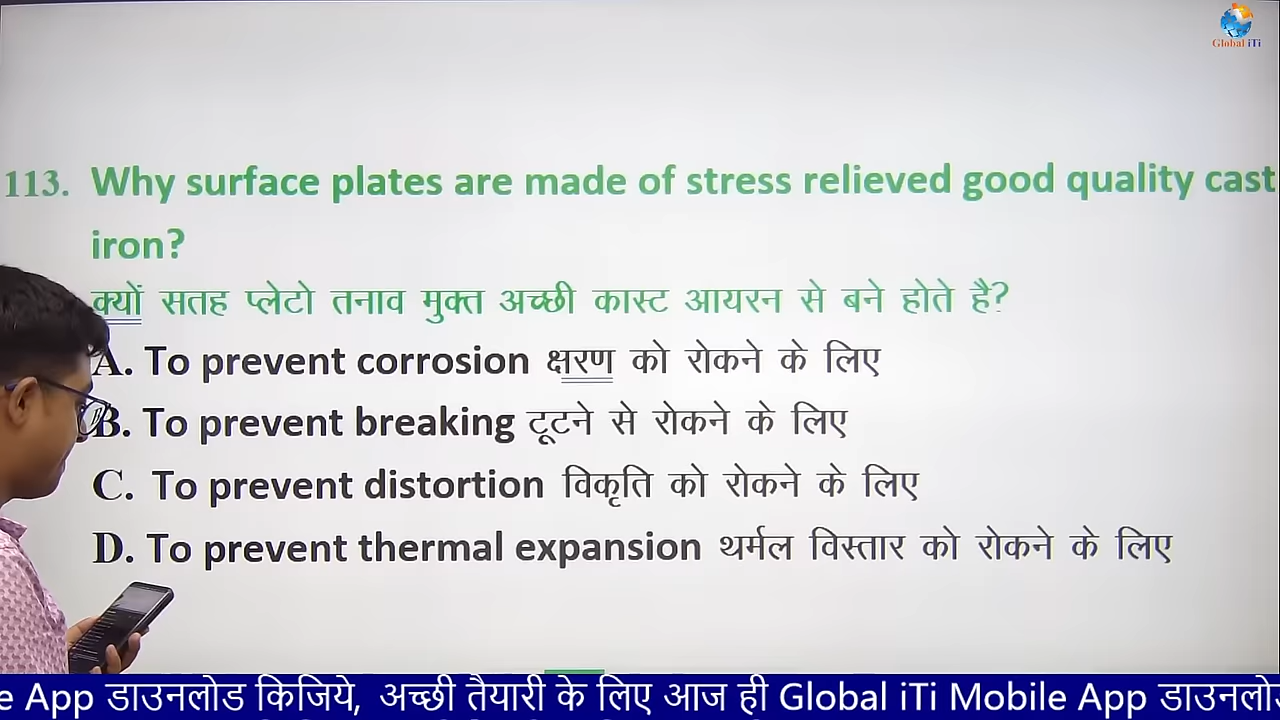 Global iTi
113. Why surface plates are made of stress relieved good quality cast
iron?
क्यों सतह प्लेटो तनाव मुक्त अच्छी कास्ट आयरन से बने होते है?
A. To prevent corrosion क्षरण को रोकने के लिए
B. To prevent breaking टूटने से रोकने के लिए
C. To prevent distortion विकृति को रोकने के लिए
D. To prevent thermal expansion थर्मल विस्तार को रोकने के लिए
e App डाउनलोड किजिये, अच्छी तैयारी के लिए आज ही Global iTi Mobile App डाउनलो